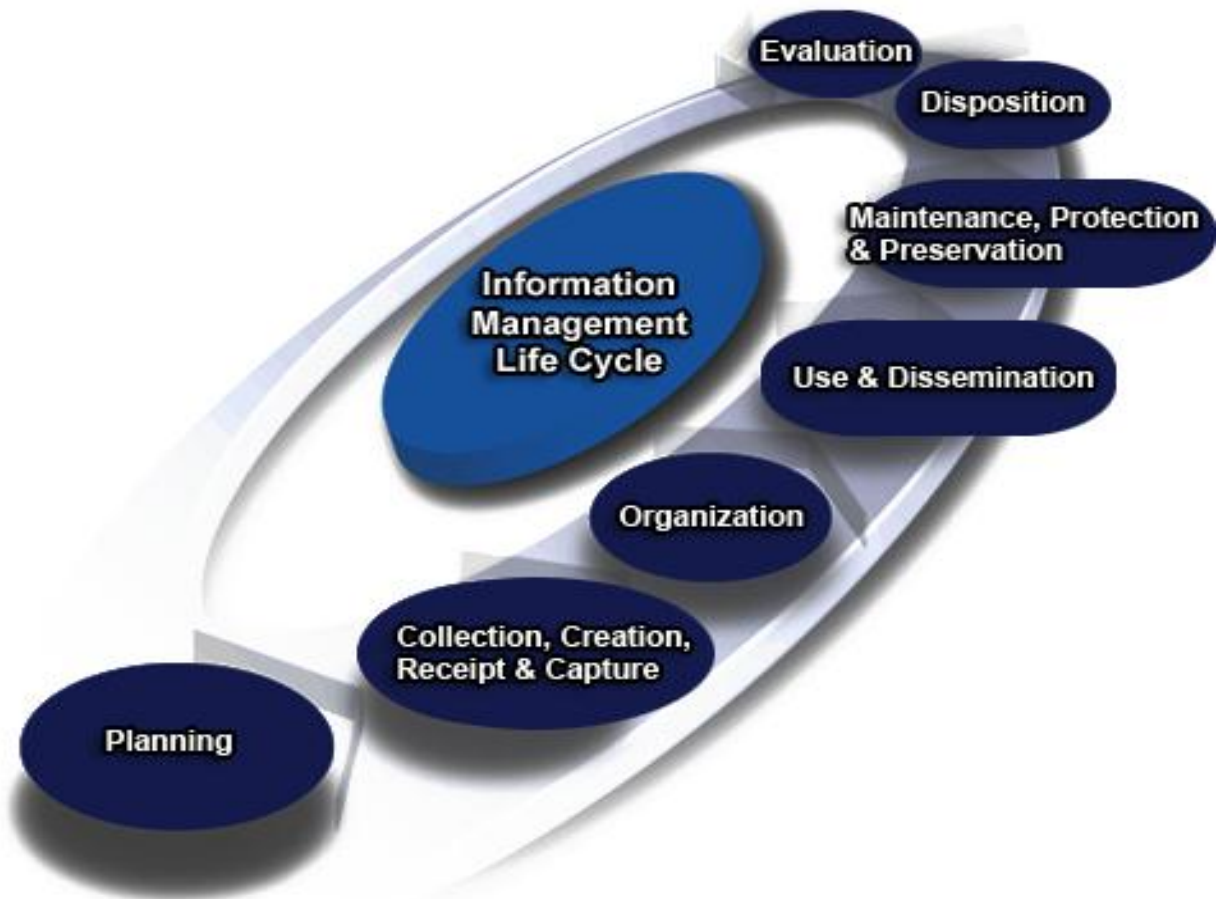 Evaluation
Disposition
Maintenance, Protection
& Preservation
Information
Management
Life Cycle
Use & Dissemination
Organization
Collection, Creation,
Receipt & Capture
Planning